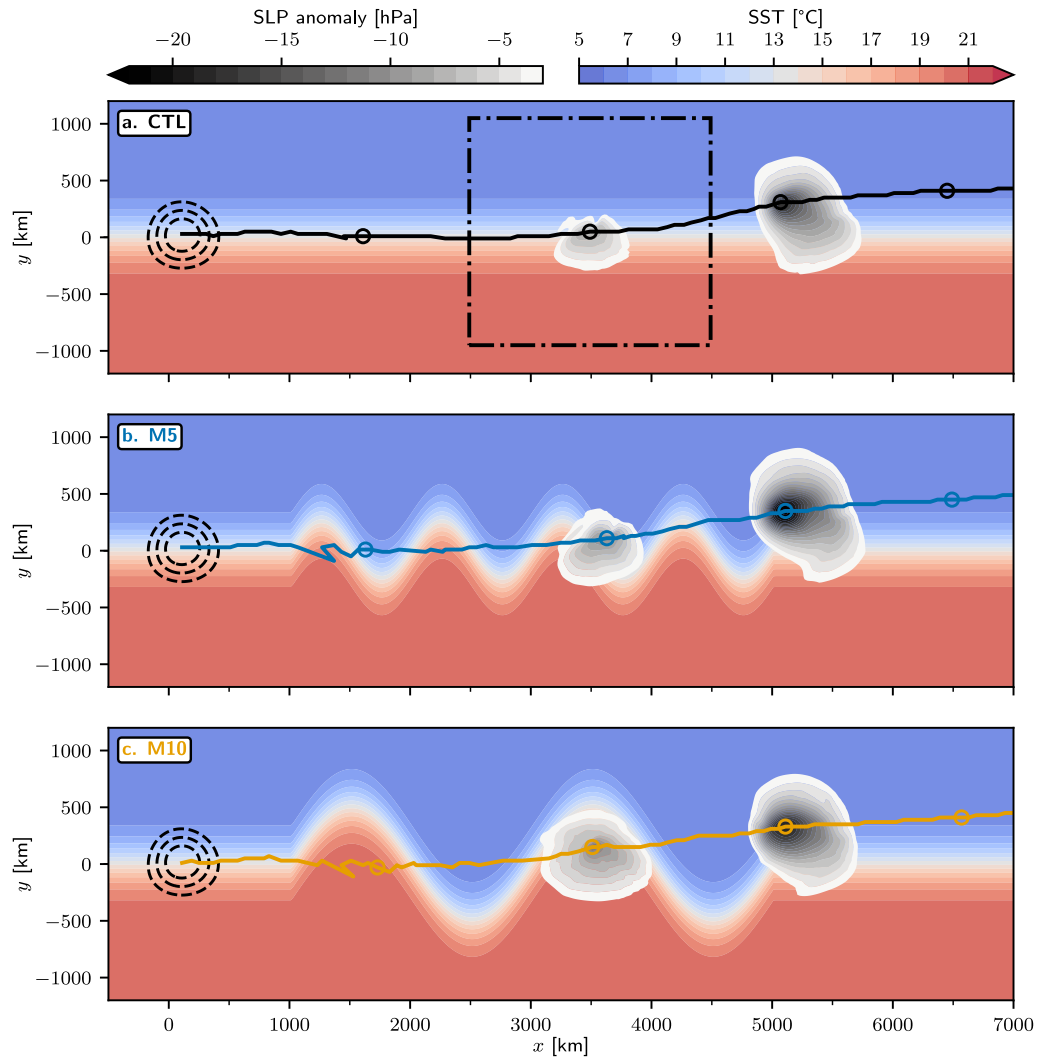 SLP anomaly [hPa] SST [°C]
−20 −15 −10 −5 5 7 10 11 13 15 17 19 21
a. CTL
1000
500
0
−500
−1000
y [km]
b. M5
1000
500
0
−500
−1000
y [km]
c. M10
1000
500
0
−500
−1000
y [km]
0 1000 2000 3000 4000 5000 6000 7000
x [km]